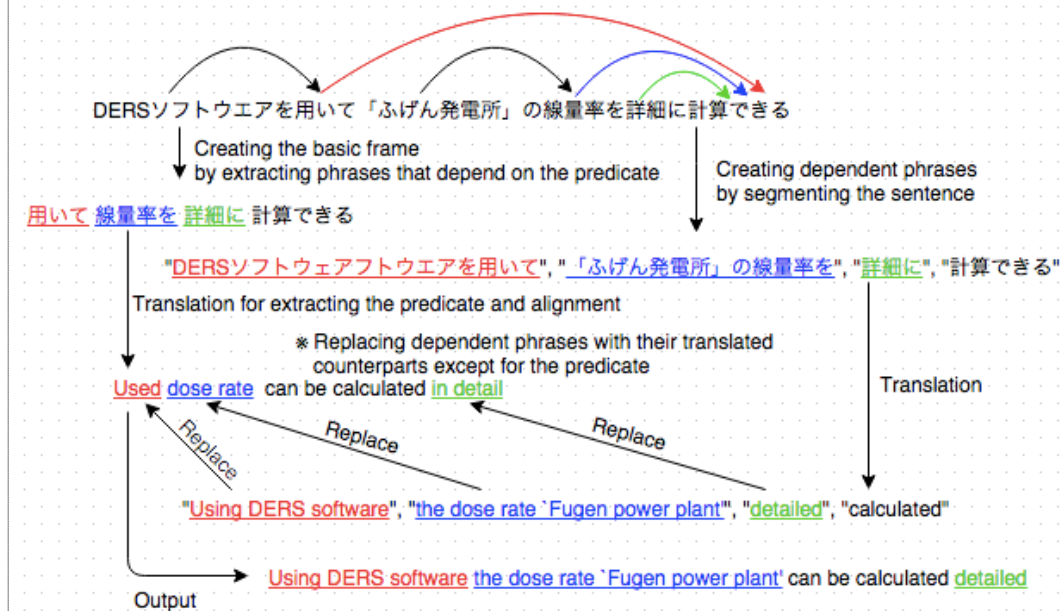 DERSソフトウエアを用いて「ふげん発電所」の線量率を詳細に計算できる
Creating the basic frame
by extracting phrases that depend on the predicate
Creating dependent phrases
by segmenting the sentence
用いて 線量率を 詳細に 計算できる
"DERSソフトウェアフトウエアを用いて", "「ふげん発電所」の線量率を", "詳細に", "計算できる"
Translation for extracting the predicate and alignment
※ Replacing dependent phrases with their translated
counterparts except for the predicate
Used dose rate can be calculated in detail
Translation
Replace
Replace
Replace
"Using DERS software", "the dose rate `Fugen power plant'", "detailed", "calculated"
Using DERS software the dose rate `Fugen power plant' can be calculated detailed
Output